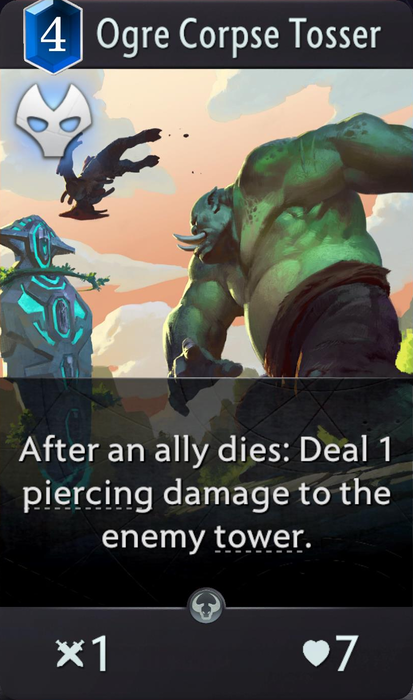 4 Ogre Corpse Tosser
After an ally dies: Deal 1
piercing damage to the
enemy tower.
1 7